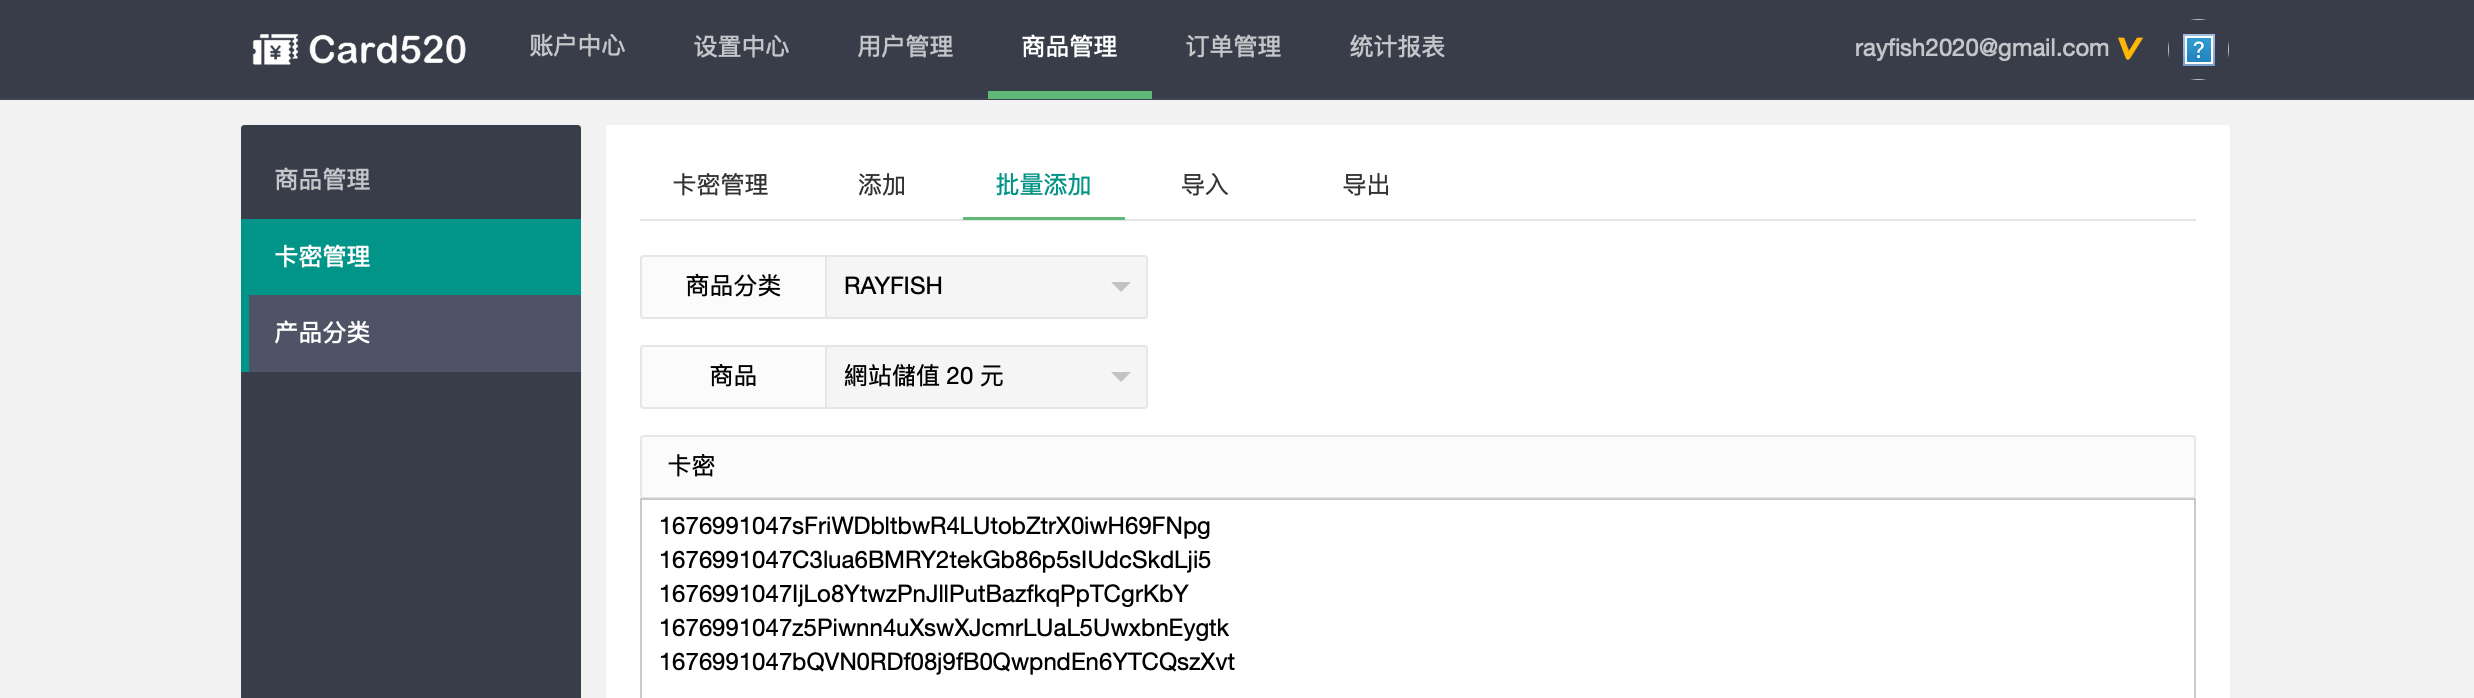 Card520 账户中心 设置中心 用户管理 商品管理 订单管理 统计报表 rayfish2020@gmail.com
商品管理
卡密管理
产品分类
卡密管理 添加 批量添加 导入 导出
商品分类 RAYFISH
商品 網站儲值 20 元
卡密
1676991047sFriWDbltbwR4LUtobZtrX0iwH69FNpg
1676991047C3lua6BMRY2tekGb86p5sIUdcSkdLji5
1676991047IjLo8YtwzPnJllPutBazfkqPpTCgrKbY
1676991047z5Piwnn4uXswXJcmrLUaL5UwxbnEygtk
1676991047bQVN0RDf08j9fB0QwpndEn6YTCQszXvt